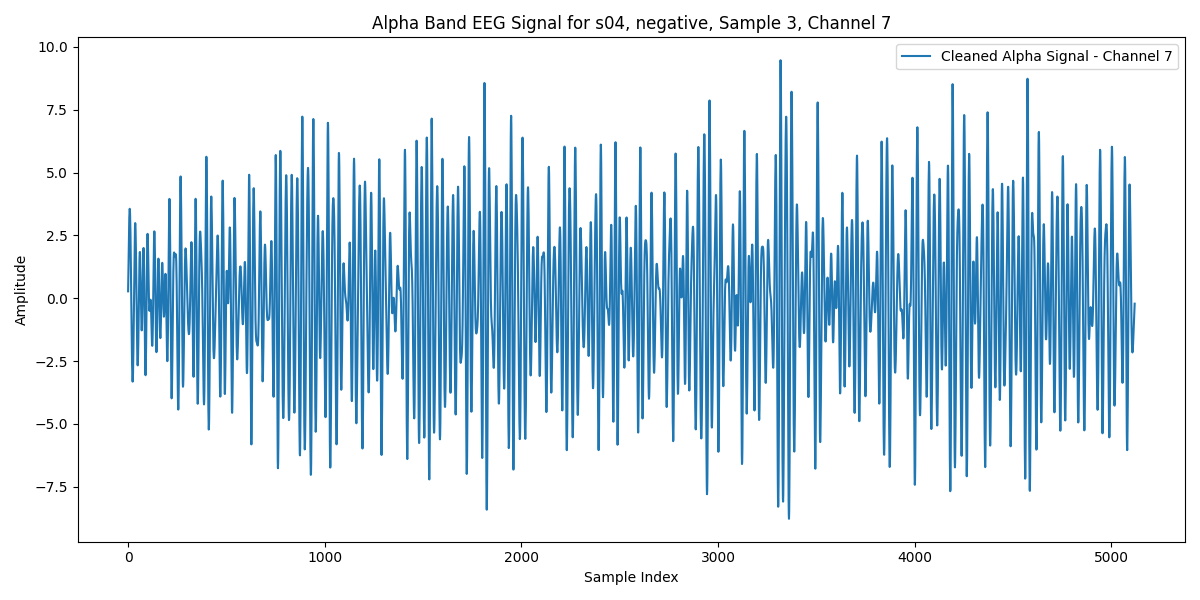 Alpha Band EEG Signal for s04, negative, Sample 3, Channel 7
Cleaned Alpha Signal - Channel 7
Amplitude
10.0
7.5
5.0
2.5
0.0
−2.5
−5.0
−7.5
0 1000 2000 3000 4000 5000
Sample Index